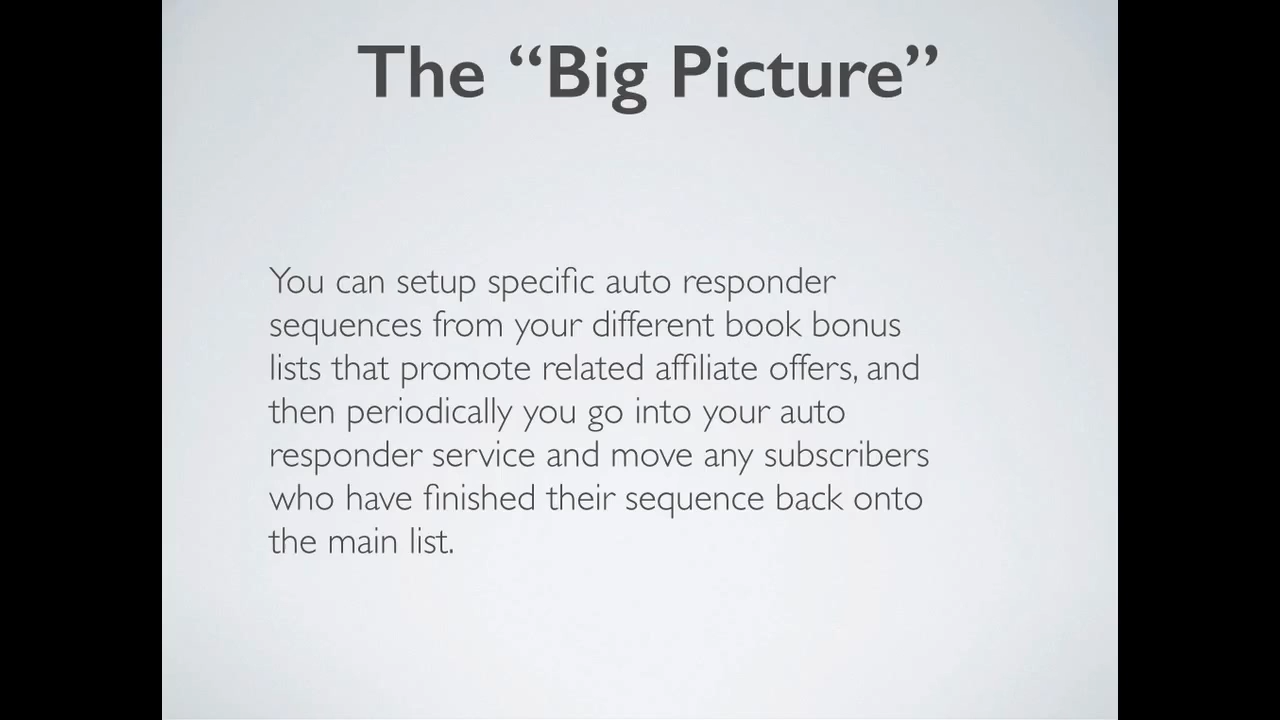 The “Big Picture”
You can setup specific auto responder
sequences from your different book bonus
lists that promote related affiliate offers, and
then periodically you go into your auto
responder service and move any subscribers
who have finished their sequence back onto
the main list.